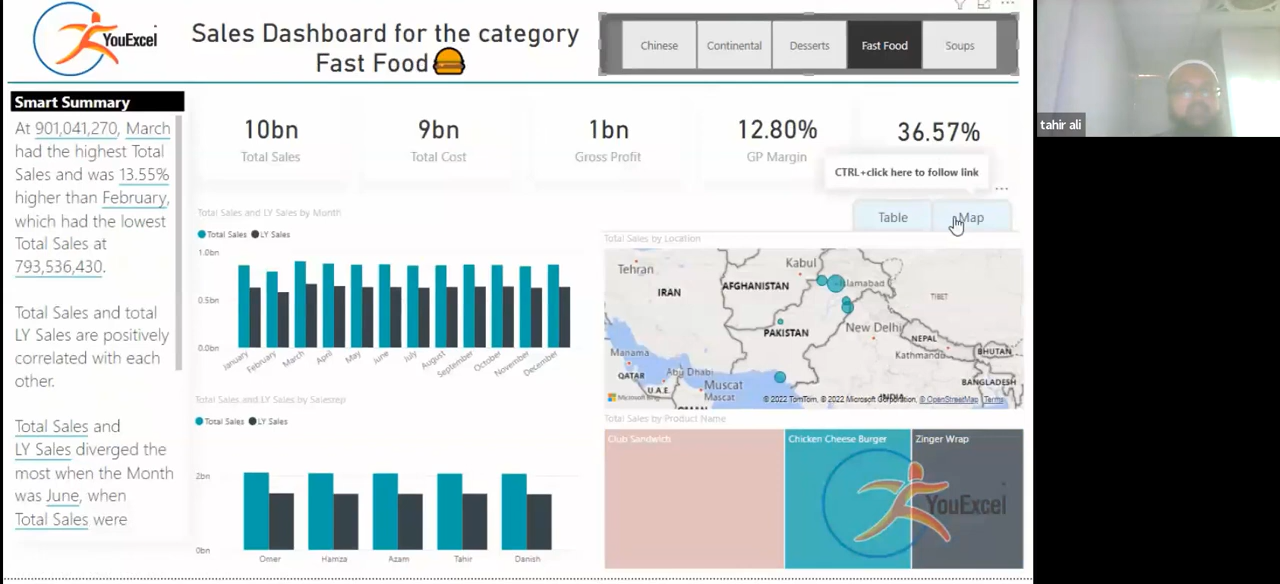 YouExcel
Sales Dashboard for the category
Fast Food
Chinese
Continental
Desserts
Fast Food
Soups
tahir ali
Smart Summary
At 901,041,270, March
had the highest Total
Sales and was 13.55%
higher than February,
which had the lowest
Total Sales at
793,536,430.
Total Sales and total
LY Sales are positively
correlated with each
other.
Total Sales and
LY Sales diverged the
most when the Month
was June, when
Total Sales were
10bn
Total Sales
9bn
Total Cost
1bn
Gross Profit
12.80%
GP Margin
36.57%
CTRL+click here to follow link
Table
Map
Total Sales and LY Sales by Month
Total Sales LY Sales
1.0bn
0.5bn
0.0bn
January
February
March
April
May
June
July
August
September
October
November
December
Total Sales and LY Sales by Salesrep
Total Sales LY Sales
2bn
0bn
Omer
Hamza
Azam
Tahir
Danish
Total Sales by Location
Tehran
Kabul
Islamabad
IRAN
AFGHANISTAN
TIBET
PAKISTAN
New Delhi
NEPAL
Kathmandu
BHUTAN
Manama
QATAR
Abu Dhabi
U.A.E.
Muscat
Muscat
BANGLADESH
INDIA
OMAN
Microsoft Bing
© 2022 TomTom, © 2022 Microsoft Corporation, © OpenStreetMap Terms
Total Sales by Product Name
Club Sandwich
Chicken Cheese Burger
Zinger Wrap
YouExcel